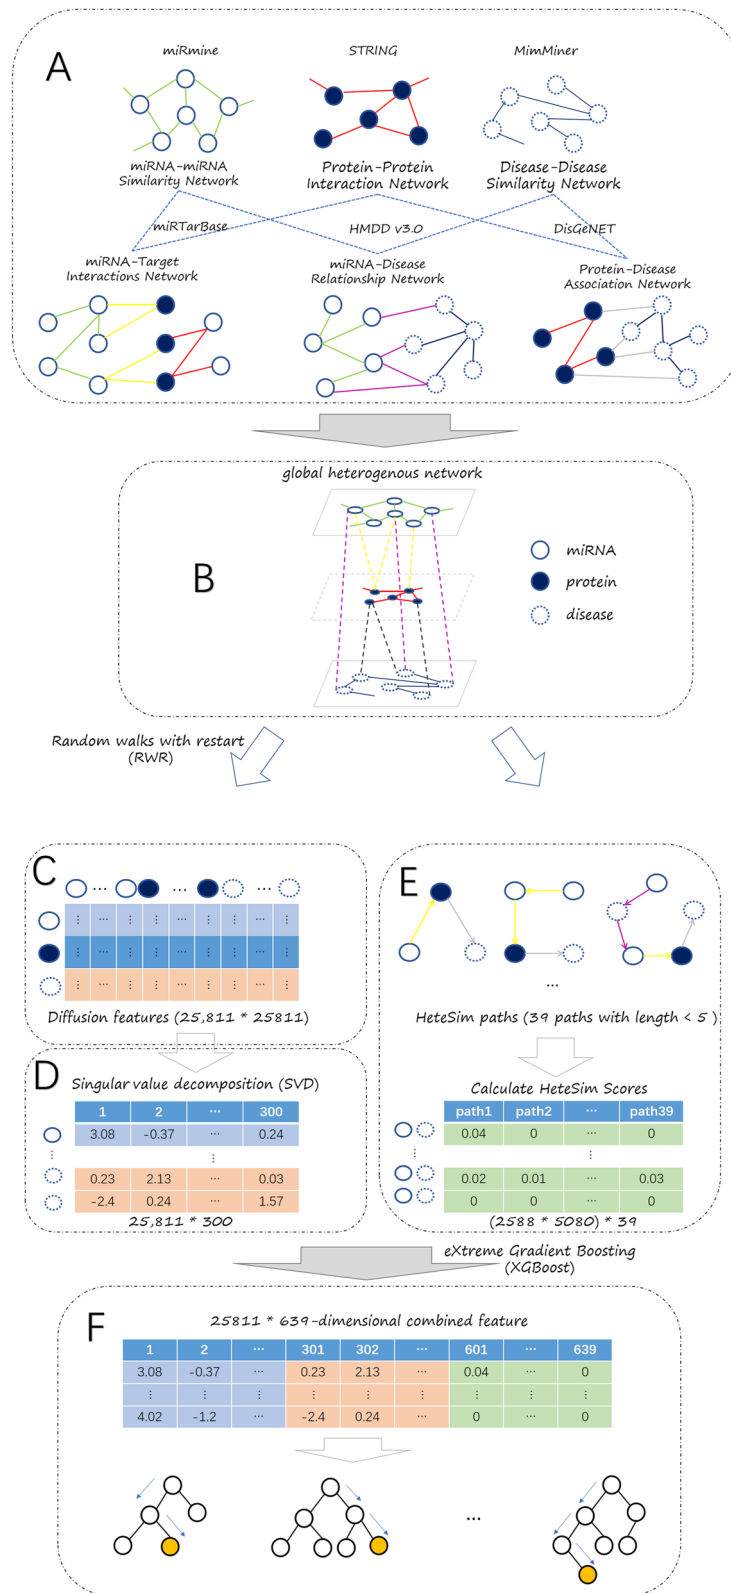 A
miRmine
STRING
MimMiner
miRNA-miRNA
Similarity Network
Protein-Protein
Interaction Network
Disease-Disease
Similarity Network
miRTarBase
HMDD v3.0
DisGeNET
miRNA-Target
Interactions Network
miRNA-Disease
Relationship Network
Protein-Disease
Association Network
global heterogenous network
B
miRNA
protein
disease
Random walks with restart
(RWR)
C
... ... ...
⋮ ... ⋮ ⋮ ... ⋮ ⋮ ... ⋮
⋮ ... ⋮ ⋮ ... ⋮ ⋮ ... ⋮
⋮ ... ⋮ ⋮ ... ⋮ ⋮ ... ⋮
Diffusion features (25,811 * 25811)
E
...
HeteSim paths (39 paths with length < 5 )
D
Singular value decomposition (SVD)
1 2 ... 300
3.08 -0.37 ... 0.24
⋮ ⋮
0.23 2.13 ... 0.03
-2.4 0.24 ... 1.57
25,811 * 300
Calculate HeteSim Scores
path1 path2 ... path39
0.04 0 ... 0
⋮ ⋮
0.02 0.01 ... 0.03
0 0 ... 0
(2588 * 5080) * 39
eXtreme Gradient Boosting
(XGBoost)
F
25811 * 639-dimensional combined feature
1 2 ... 301 302 ... 601 ... 639
3.08 -0.37 ... 0.23 2.13 ... 0.04 ... 0
⋮ ⋮ ... ⋮ ⋮ ... ⋮ ⋮ ⋮
4.02 -1.2 ... -2.4 0.24 ... 0 ... 0
...